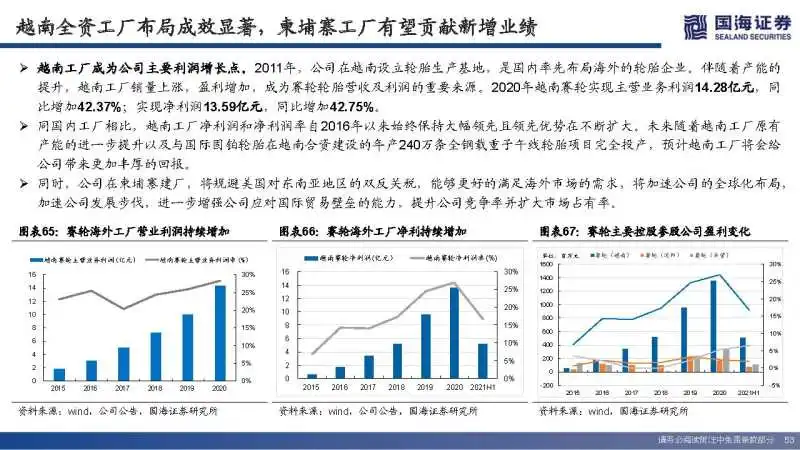 越南全资工厂布局成效显著，柬埔寨工厂有望贡献新增业绩
国海证券
SEALAND SECURITIES
➢ 越南工厂成为公司主要利润增长点。2011年，公司在越南设立轮胎生产基地，是国内率先布局海外的轮胎企业。伴随着产能的
提升，越南工厂销量上涨，盈利增加，成为赛轮轮胎营收及利润的重要来源。2020年越南赛轮实现主营业务利润14.28亿元，同
比增加42.37%；实现净利润13.59亿元，同比增加42.75%。
➢ 同国内工厂相比，越南工厂净利润和净利润率自2016年以来始终保持大幅领先且领先优势在不断扩大。未来随着越南工厂原有
产能的进一步提升以及与国际固铂轮胎在越南合资建设的年产240万条全钢载重子午线轮胎项目完全投产，预计越南工厂将会给
公司带来更加丰厚的回报。
➢ 同时，公司在柬埔寨建厂，将规避美国对东南亚地区的双反关税，能够更好的满足海外市场的需求，将加速公司的全球化布局，
加速公司发展步伐，进一步增强公司应对国际贸易壁垒的能力，提升公司竞争率并扩大市场占有率。
图表65：赛轮海外工厂营业利润持续增加
越南赛轮主营业务利润(亿元)
越南赛轮主营业务利润率(%)
16
14
12
10
8
6
4
2
0
30%
25%
20%
15%
10%
5%
0%
2015 2016 2017 2018 2019 2020
资料来源：wind，公司公告，国海证券研究所
图表66：赛轮海外工厂净利持续增加
越南赛轮净利润(亿元)
越南赛轮净利润率(%)
16
14
12
10
8
6
4
2
0
30%
25%
20%
15%
10%
5%
0%
2015 2016 2017 2018 2019 2020 2021H1
资料来源：wind，公司公告，国海证券研究所
图表67：赛轮主要控股参股公司盈利变化
单位：百万元
赛轮（越南）
赛轮（沈阳）
赛轮（东营）
1600
1400
1200
1000
800
600
400
200
0
-200
30%
25%
20%
15%
10%
5%
0%
-5%
2015 2016 2017 2018 2019 2020 2021H1
资料来源：wind，国海证券研究所
请务必阅读附注中免责条款部分 53